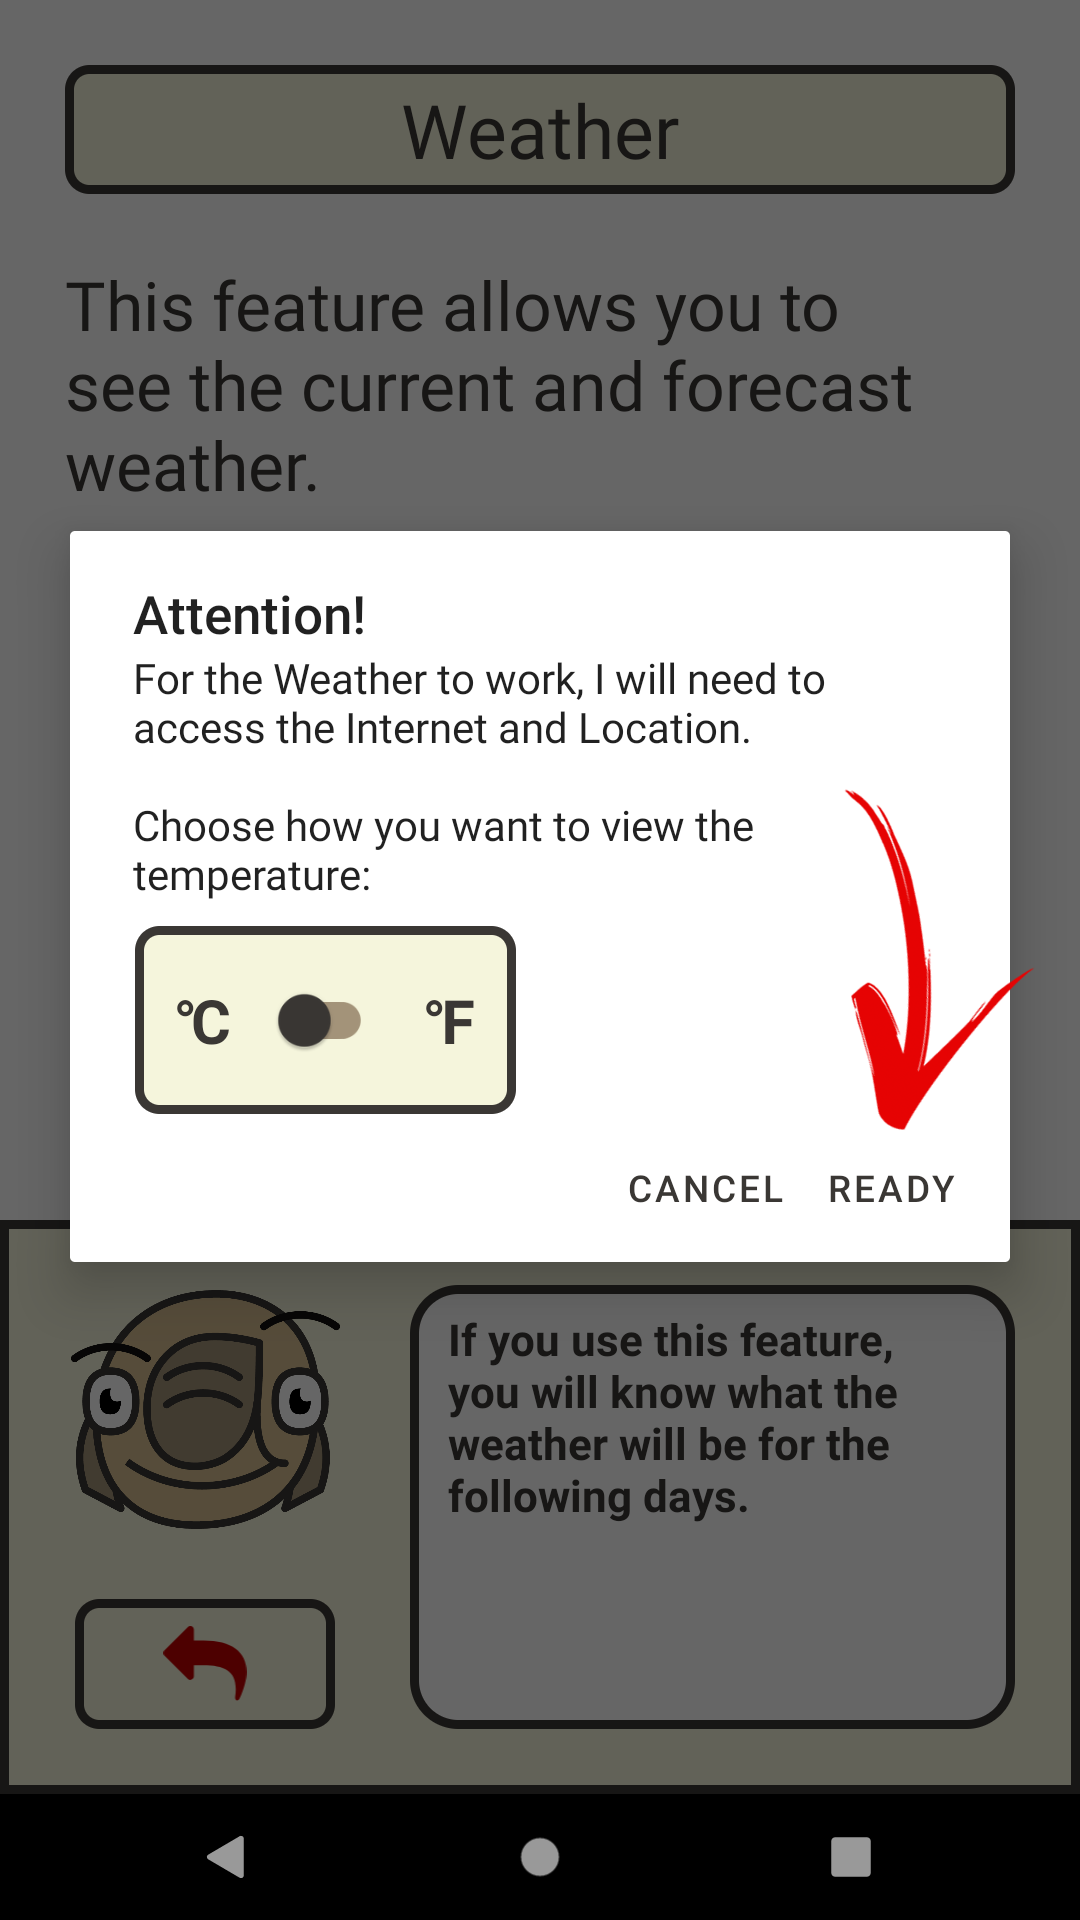 Weather
This feature allows you to
see the current and forecast
weather.
Attention!
For the Weather to work, I will need to
access the Internet and Location.
Choose how you want to view the
temperature:
°C °F
CANCEL READY
If you use this feature,
you will know what the
weather will be for the
following days.